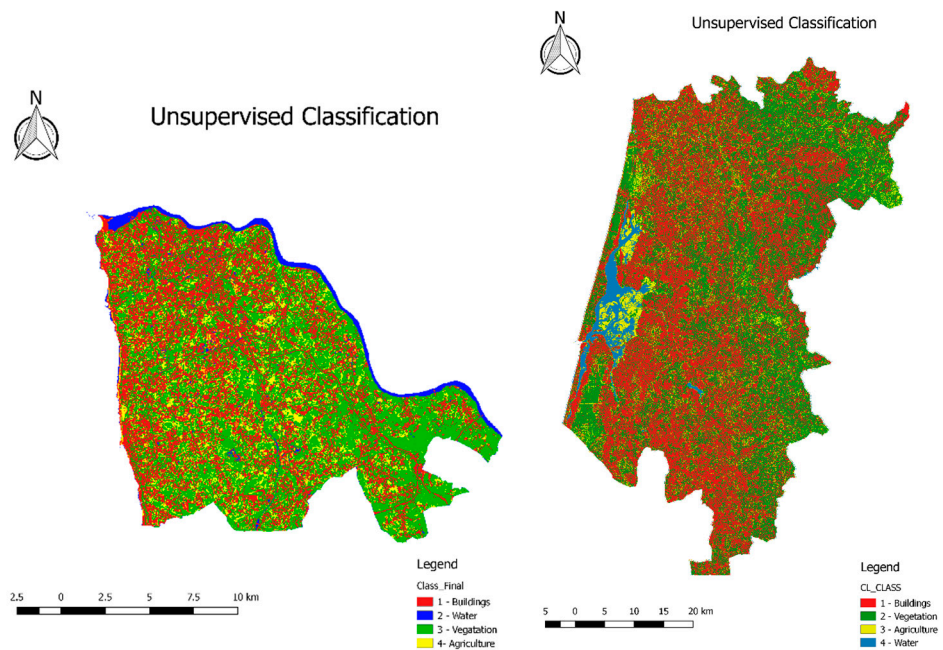 N
Unsupervised Classification
Legend
Class_Final
1 - Buildings
2 - Water
3 - Vegatation
4- Agriculture
2.5 0 2.5 5 7.5 10 km
Unsupervised Classification
N
Legend
CL_CLASS
1 - Buildings
2 - Vegetation
3 - Agriculture
4 - Water
5 0 5 10 15 20 km